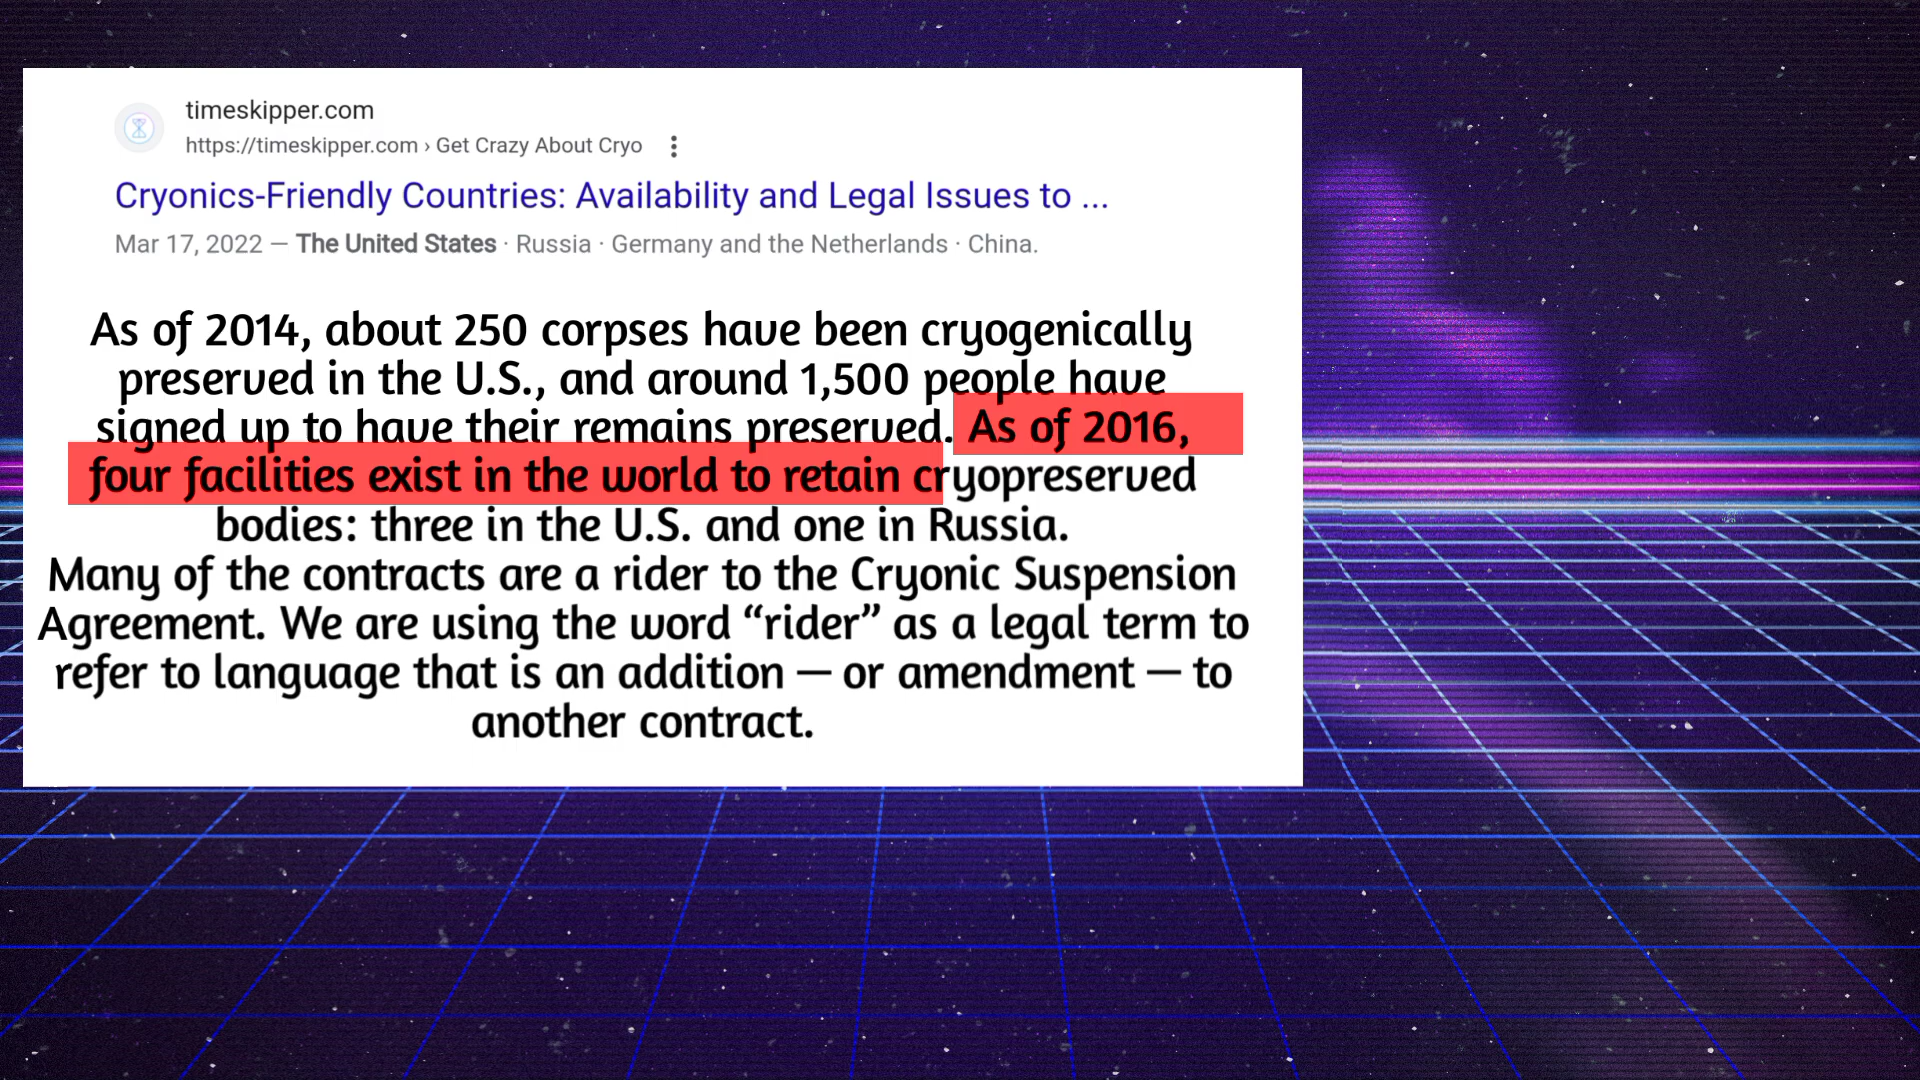 timeskipper.com
https://timeskipper.com › Get Crazy About Cryo
Cryonics-Friendly Countries: Availability and Legal Issues to ...
Mar 17, 2022 — The United States · Russia · Germany and the Netherlands · China.
As of 2014, about 250 corpses have been cryogenically
preserved in the U.S., and around 1,500 people have
signed up to have their remains preserved. As of 2016,
four facilities exist in the world to retain cryopreserved
bodies: three in the U.S. and one in Russia.
Many of the contracts are a rider to the Cryonic Suspension
Agreement. We are using the word “rider” as a legal term to
refer to language that is an addition — or amendment — to
another contract.